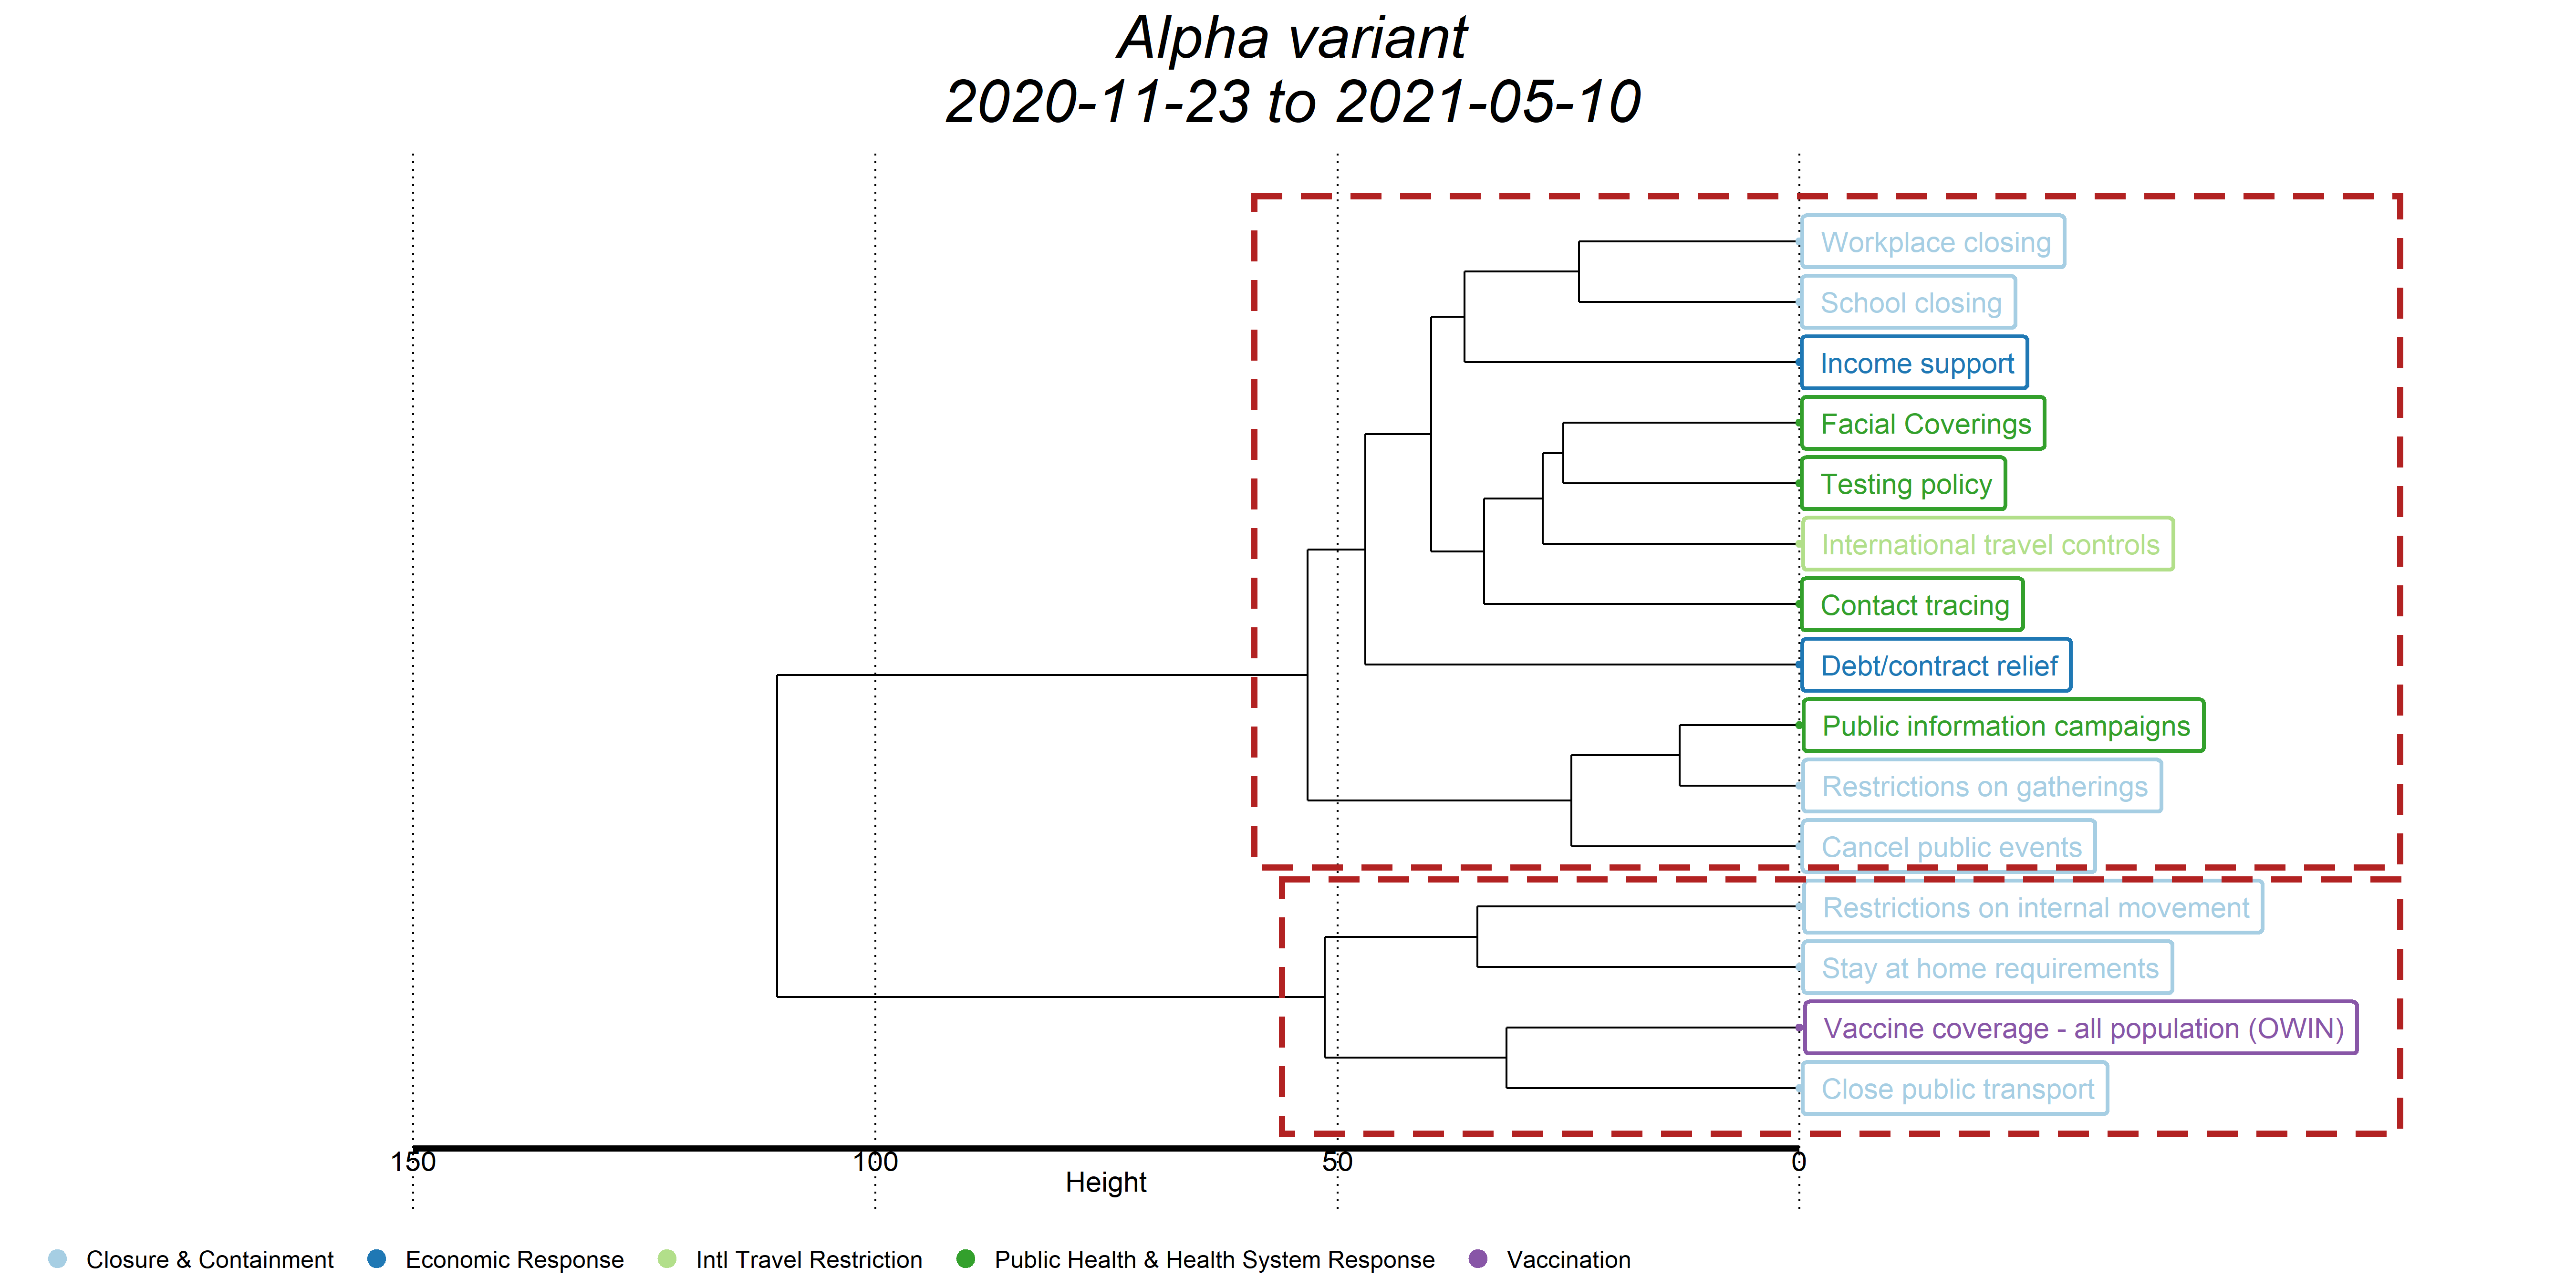 Alpha variant
2020-11-23 to 2021-05-10
Workplace closing
School closing
Income support
Facial Coverings
Testing policy
International travel controls
Contact tracing
Debt/contract relief
Public information campaigns
Restrictions on gatherings
Cancel public events
Restrictions on internal movement
Stay at home requirements
Vaccine coverage - all population (OWIN)
Close public transport
150 100 50 0
Height
Closure & Containment Economic Response Intl Travel Restriction Public Health & Health System Response Vaccination